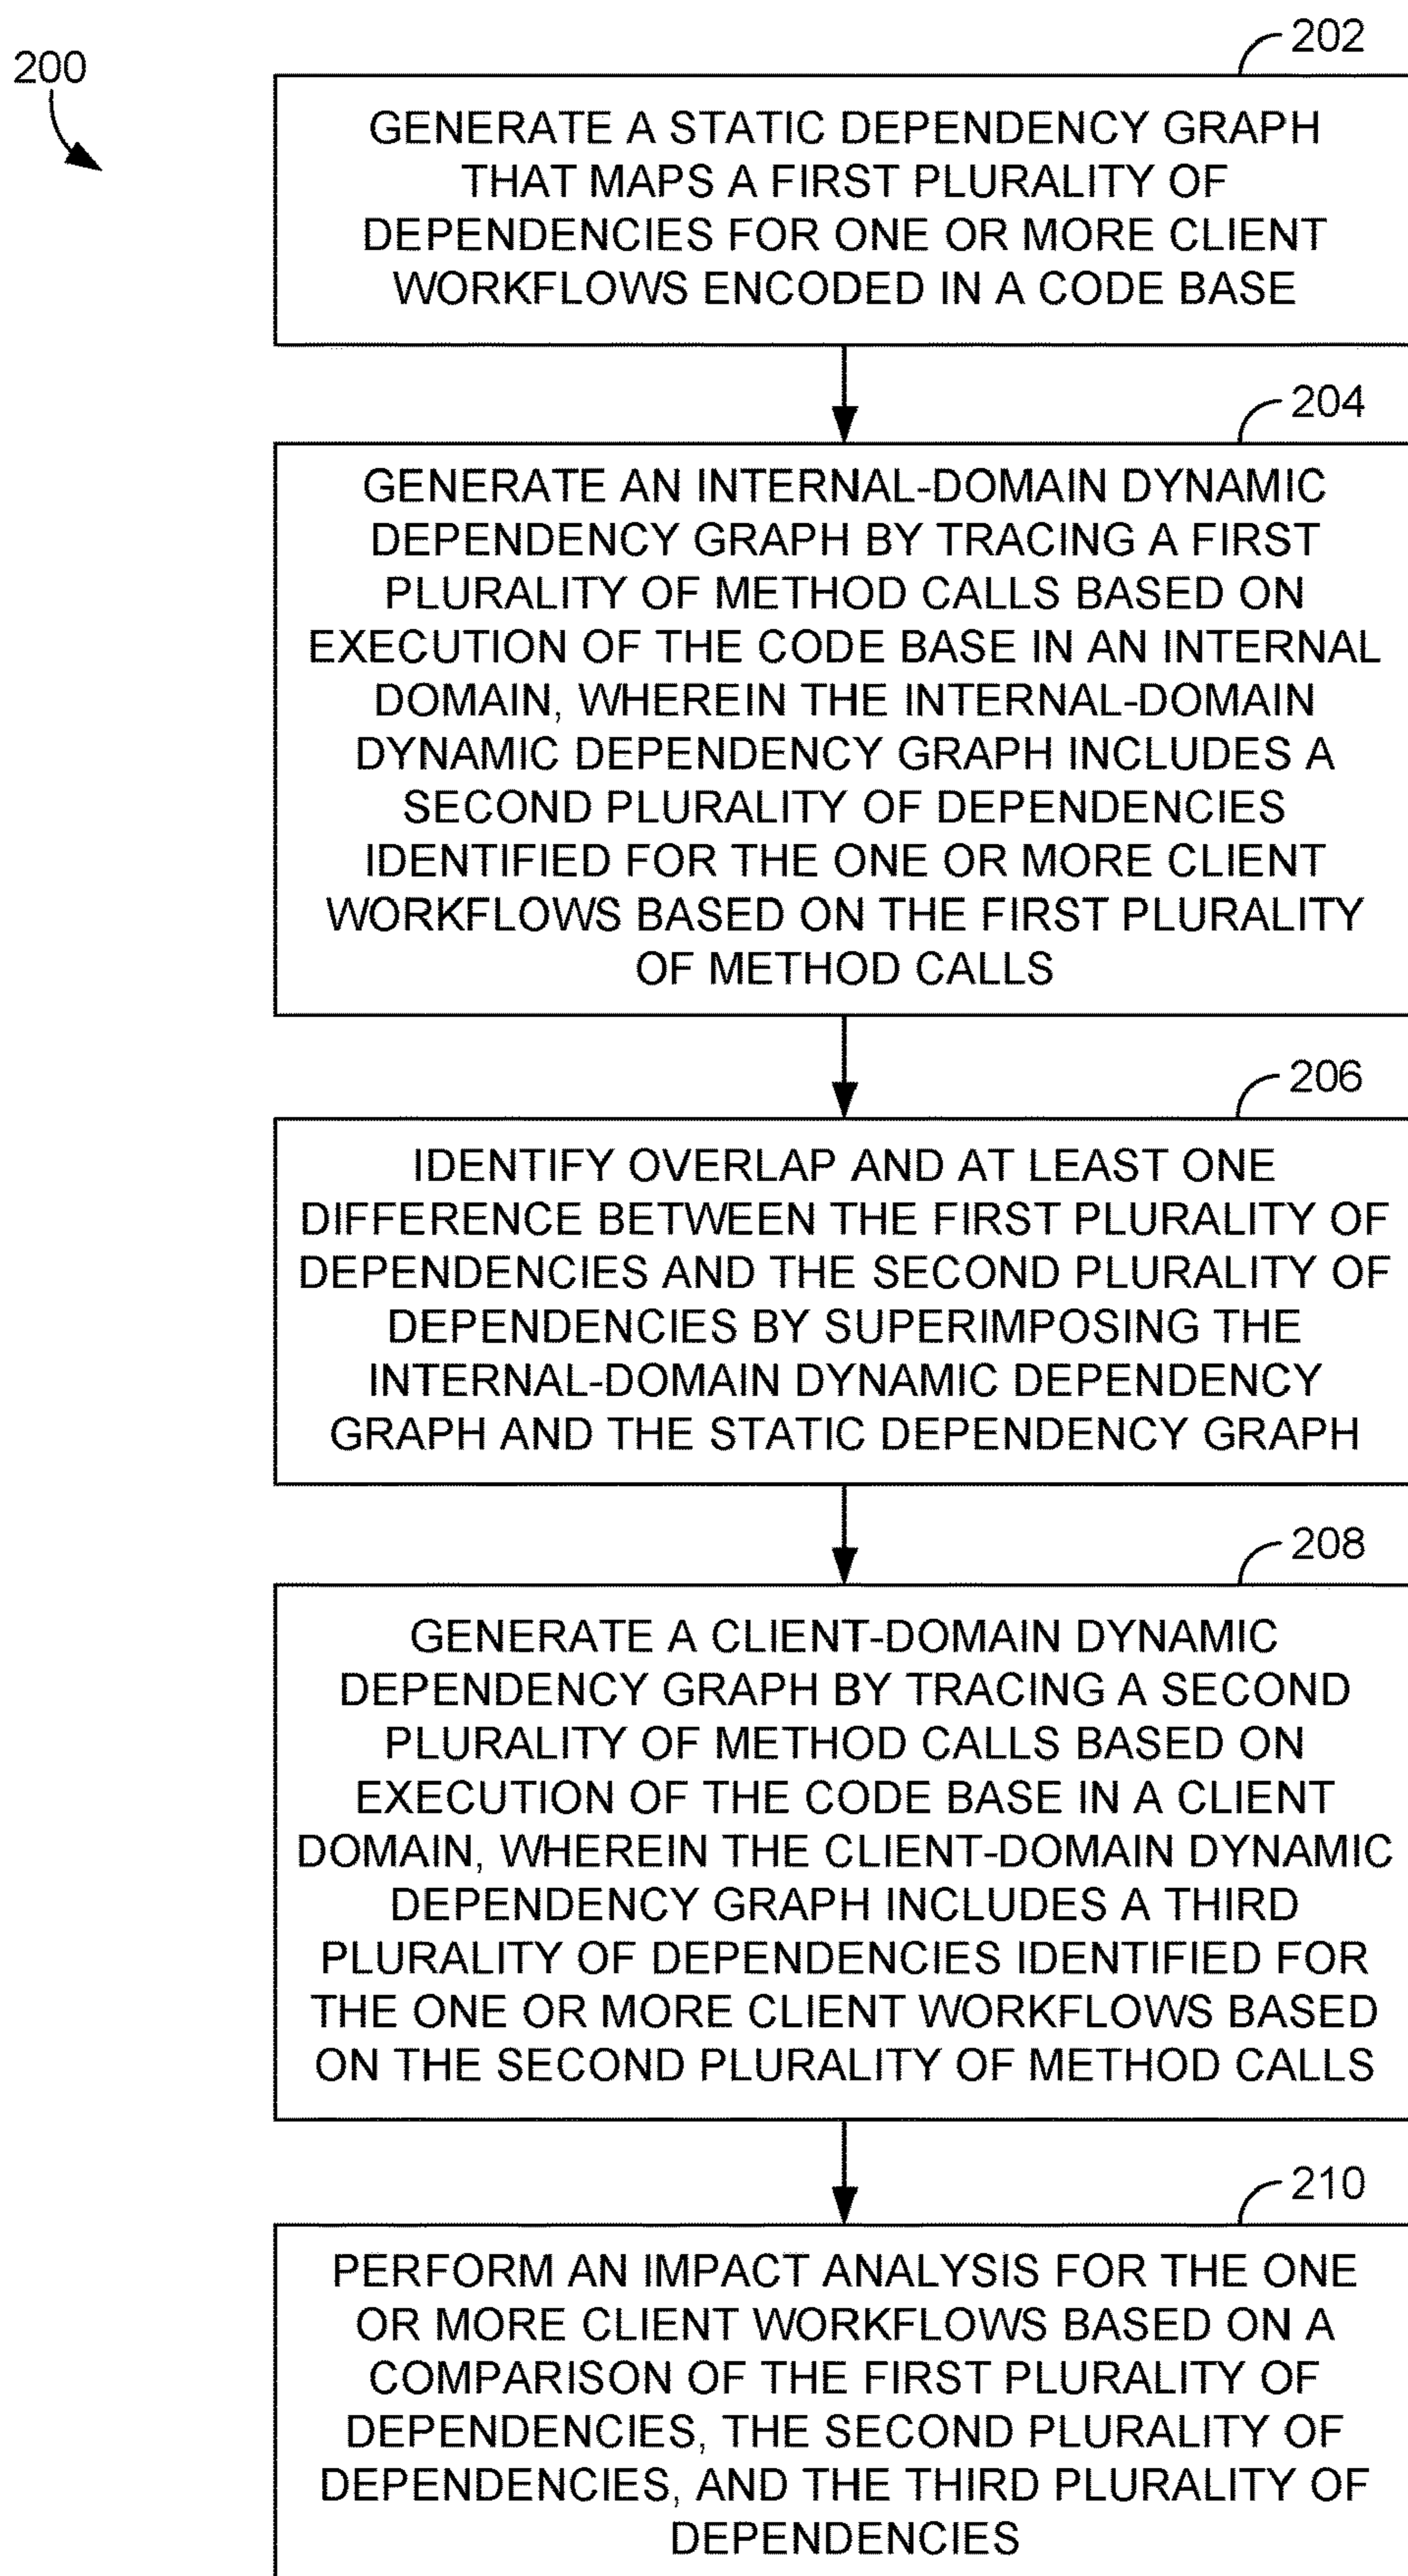 200
202
GENERATE A STATIC DEPENDENCY GRAPH
THAT MAPS A FIRST PLURALITY OF
DEPENDENCIES FOR ONE OR MORE CLIENT
WORKFLOWS ENCODED IN A CODE BASE
204
GENERATE AN INTERNAL-DOMAIN DYNAMIC
DEPENDENCY GRAPH BY TRACING A FIRST
PLURALITY OF METHOD CALLS BASED ON
EXECUTION OF THE CODE BASE IN AN INTERNAL
DOMAIN, WHEREIN THE INTERNAL-DOMAIN
DYNAMIC DEPENDENCY GRAPH INCLUDES A
SECOND PLURALITY OF DEPENDENCIES
IDENTIFIED FOR THE ONE OR MORE CLIENT
WORKFLOWS BASED ON THE FIRST PLURALITY
OF METHOD CALLS
206
IDENTIFY OVERLAP AND AT LEAST ONE
DIFFERENCE BETWEEN THE FIRST PLURALITY OF
DEPENDENCIES AND THE SECOND PLURALITY OF
DEPENDENCIES BY SUPERIMPOSING THE
INTERNAL-DOMAIN DYNAMIC DEPENDENCY
GRAPH AND THE STATIC DEPENDENCY GRAPH
208
GENERATE A CLIENT-DOMAIN DYNAMIC
DEPENDENCY GRAPH BY TRACING A SECOND
PLURALITY OF METHOD CALLS BASED ON
EXECUTION OF THE CODE BASE IN A CLIENT
DOMAIN, WHEREIN THE CLIENT-DOMAIN DYNAMIC
DEPENDENCY GRAPH INCLUDES A THIRD
PLURALITY OF DEPENDENCIES IDENTIFIED FOR
THE ONE OR MORE CLIENT WORKFLOWS BASED
ON THE SECOND PLURALITY OF METHOD CALLS
210
PERFORM AN IMPACT ANALYSIS FOR THE ONE
OR MORE CLIENT WORKFLOWS BASED ON A
COMPARISON OF THE FIRST PLURALITY OF
DEPENDENCIES, THE SECOND PLURALITY OF
DEPENDENCIES, AND THE THIRD PLURALITY OF
DEPENDENCIES